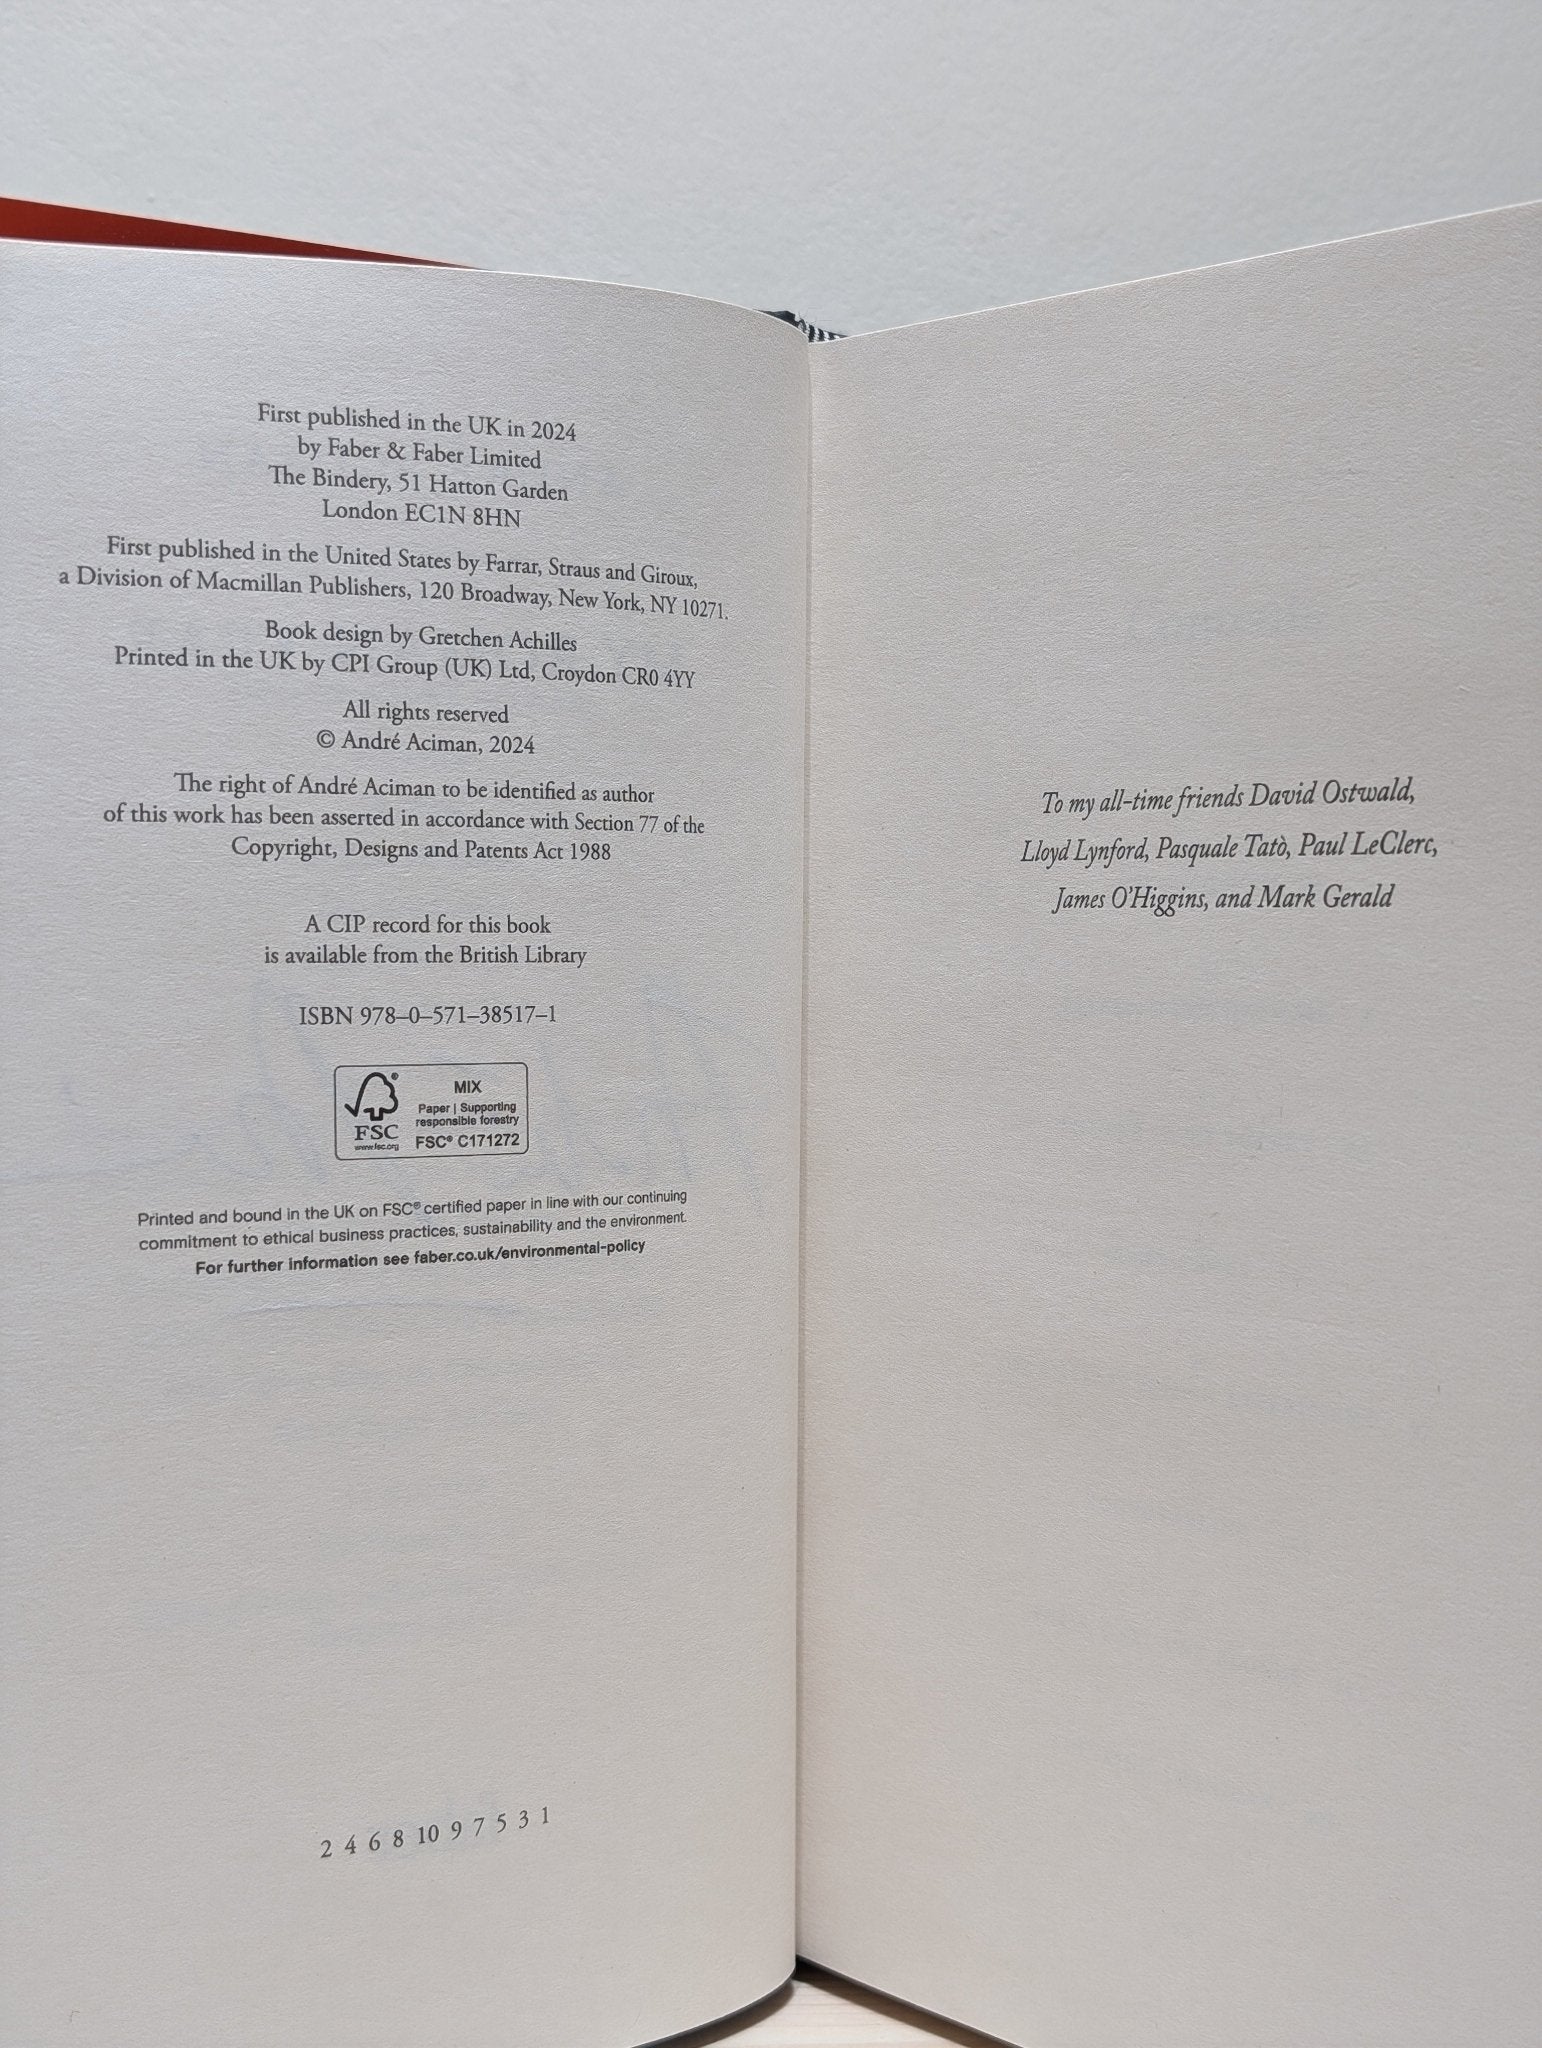 First published in the UK in 2024
by Faber & Faber Limited
The Bindery, 51 Hatton Garden
London EC1N 8HN
First published in the United States by Farrar, Straus and Giroux,
a Division of Macmillan Publishers, 120 Broadway, New York, NY 10271.
Book design by Gretchen Achilles
Printed in the UK by CPI Group (UK) Ltd, Croydon CR0 4YY
All rights reserved
© André Aciman, 2024
The right of André Aciman to be identified as author
of this work has been asserted in accordance with Section 77 of the
Copyright, Designs and Patents Act 1988
A CIP record for this book
is available from the British Library
ISBN 978–0–571–38517–1
FSC
www.fsc.org
MIX
Paper | Supporting
responsible forestry
FSC® C171272
Printed and bound in the UK on FSC® certified paper in line with our continuing
commitment to ethical business practices, sustainability and the environment.
For further information see faber.co.uk/environmental-policy
2 4 6 8 10 9 7 5 3 1
To my all-time friends David Ostwald,
Lloyd Lynford, Pasquale Tatò, Paul LeClerc,
James O'Higgins, and Mark Gerald